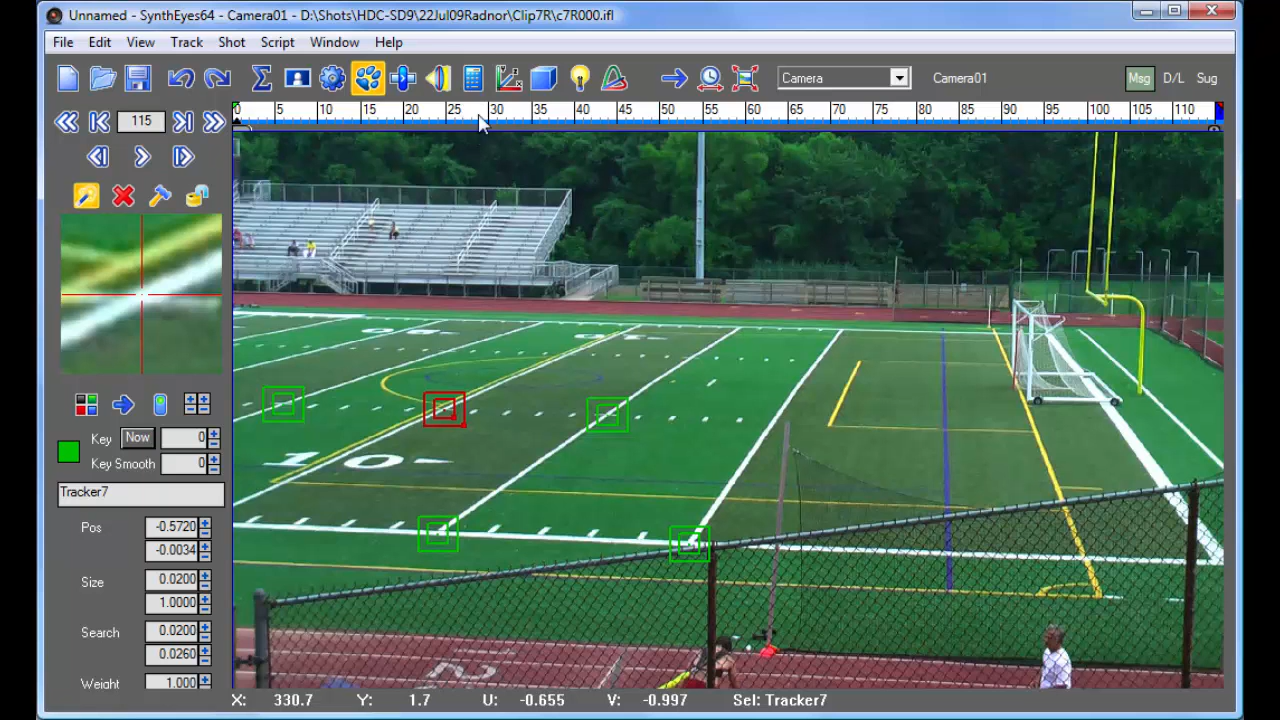 Unnamed - SynthEyes64 - Camera01 - D:\Shots\HDC-SD9\22Jul09Radnor\Clip7R\c7R000.ifl
File Edit View Track Shot Script Window Help
Camera Camera01 Msg D/L Sug
115 0 5 10 15 20 25 30 35 40 45 50 55 60 65 70 75 80 85 90 95 100 105 110
Key Now 0
Key Smooth 0
Tracker7
Pos -0.5720
-0.0034
Size 0.0200
1.0000
Search 0.0200
0.0260
Weight 1.000
10
2
X: 330.7 Y: 1.7 U: -0.655 V: -0.997 Sel: Tracker7